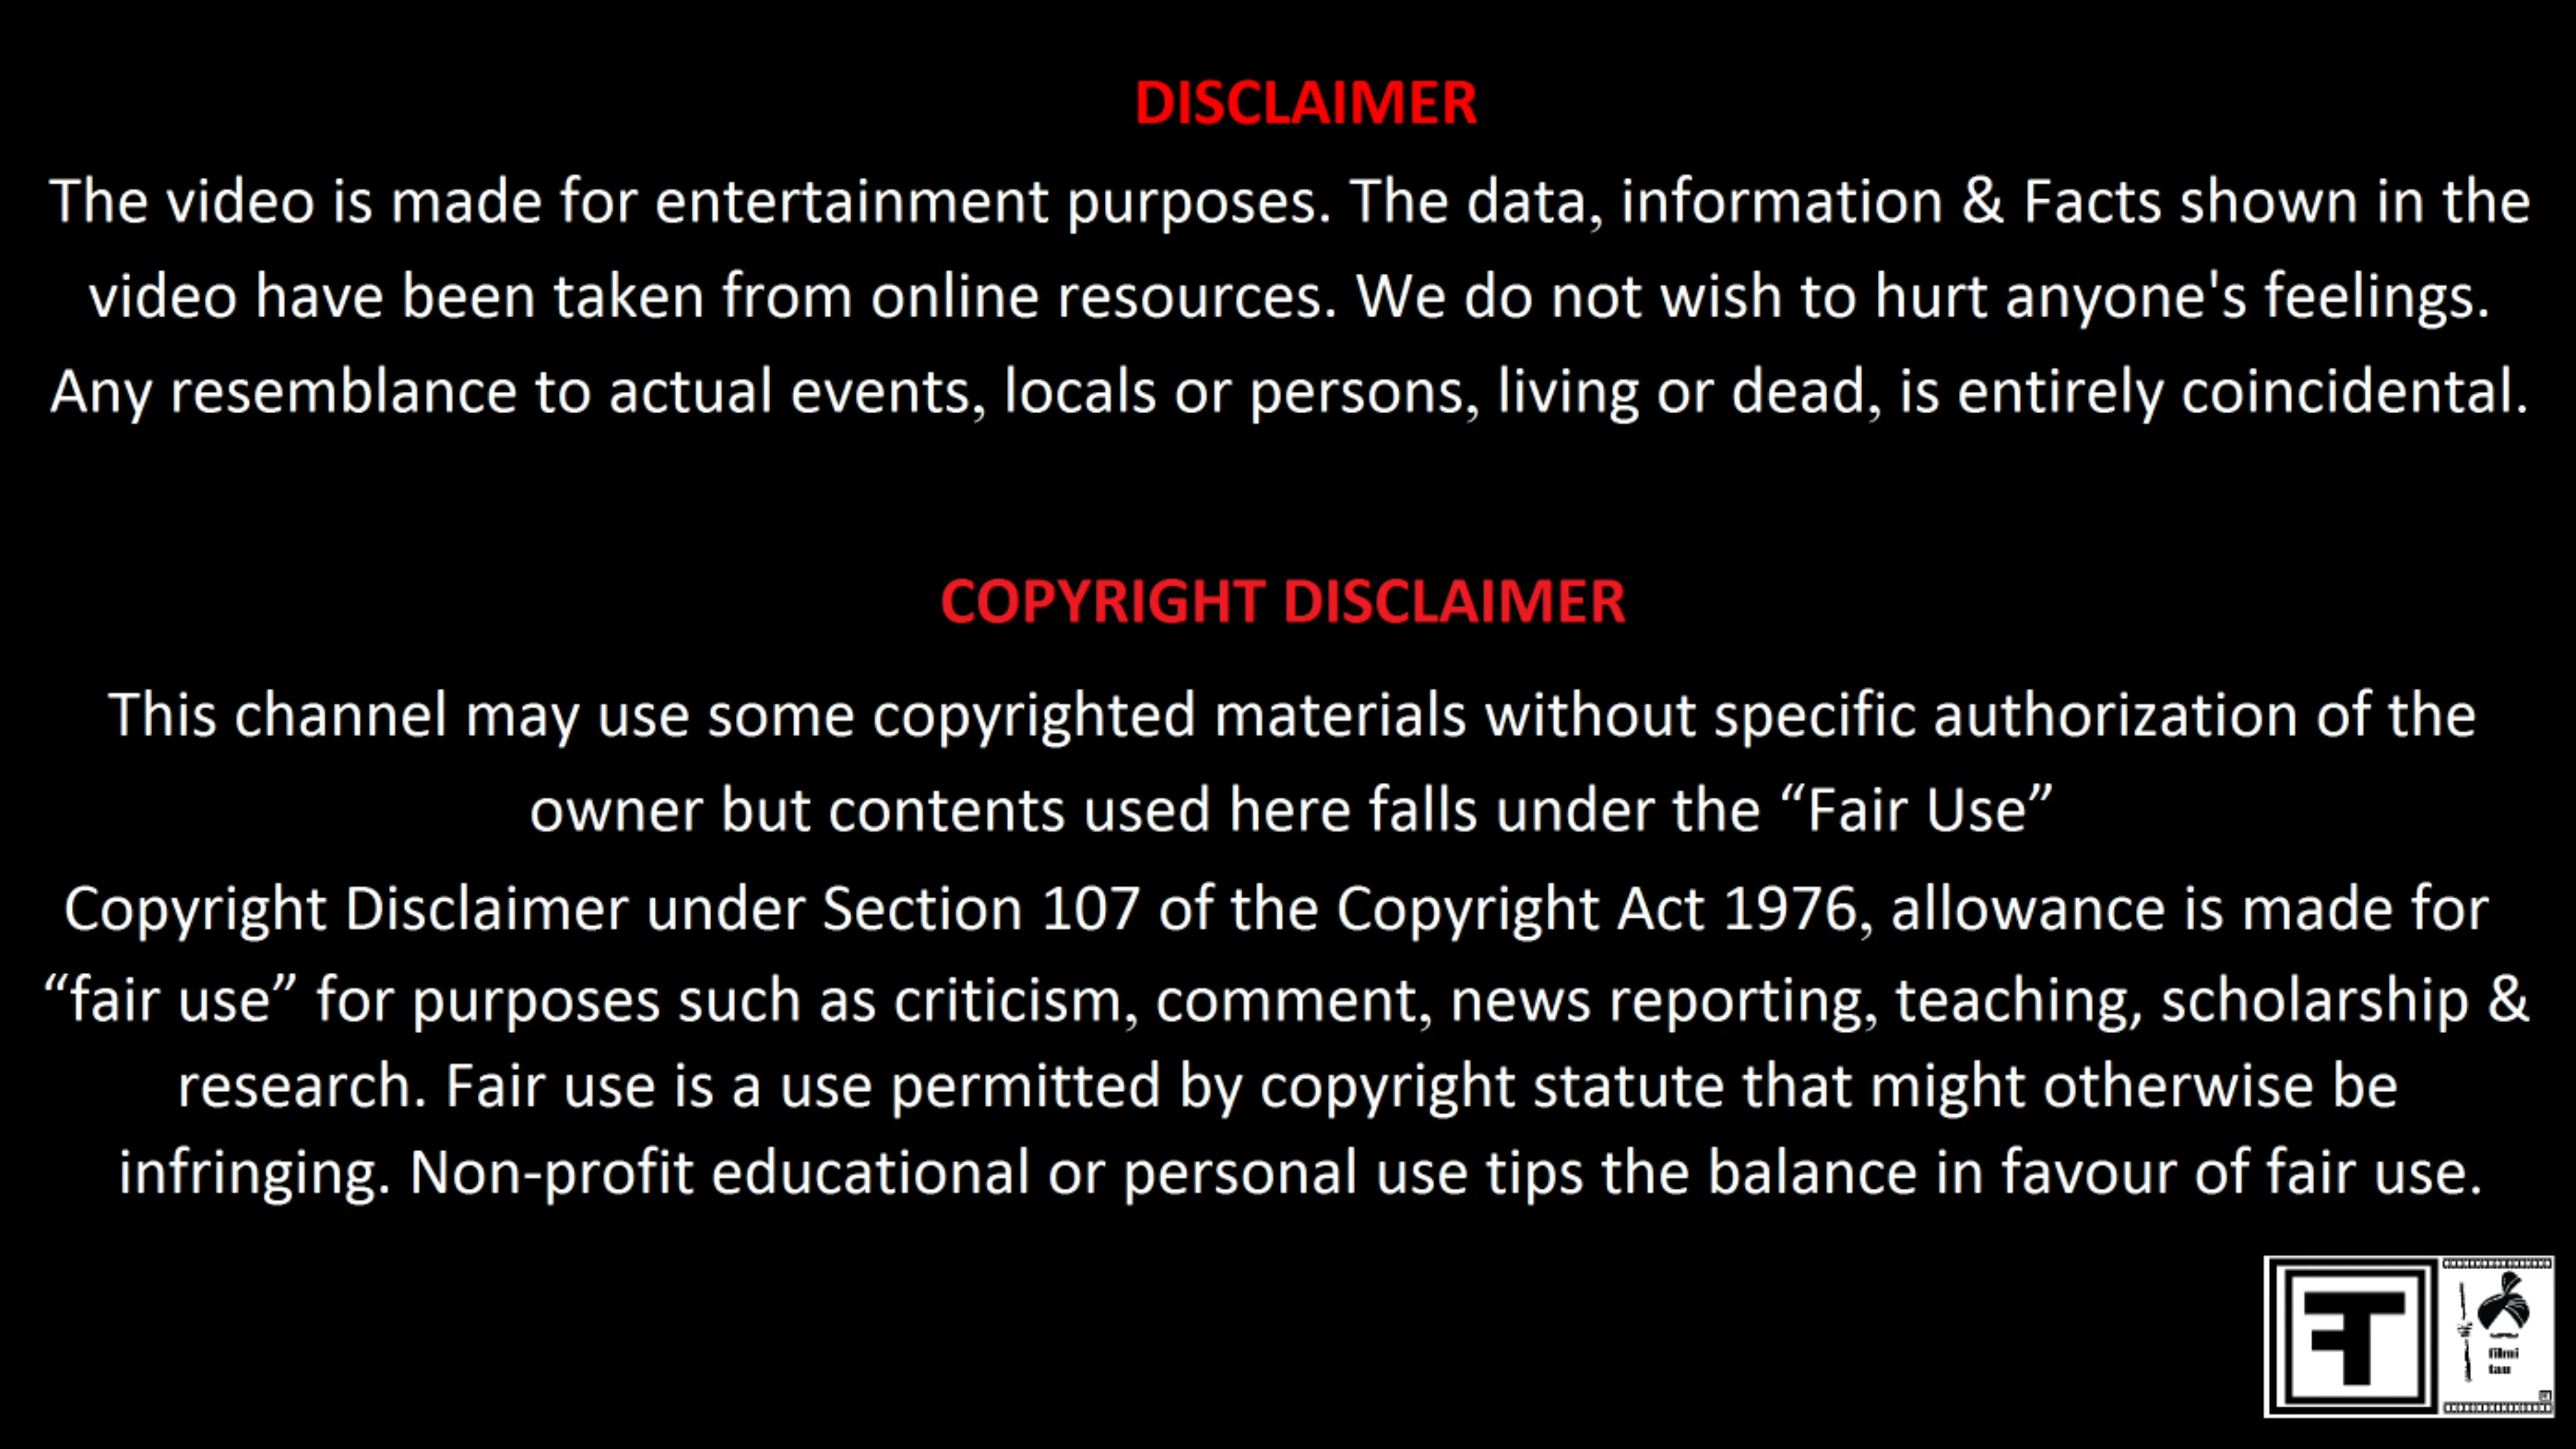 DISCLAIMER
The video is made for entertainment purposes. The data, information & Facts shown in the
video have been taken from online resources. We do not wish to hurt anyone's feelings.
Any resemblance to actual events, locals or persons, living or dead, is entirely coincidental.
COPYRIGHT DISCLAIMER
This channel may use some copyrighted materials without specific authorization of the
owner but contents used here falls under the “Fair Use”
Copyright Disclaimer under Section 107 of the Copyright Act 1976, allowance is made for
“fair use” for purposes such as criticism, comment, news reporting, teaching, scholarship &
research. Fair use is a use permitted by copyright statute that might otherwise be
infringing. Non-profit educational or personal use tips the balance in favour of fair use.
filmi
tau